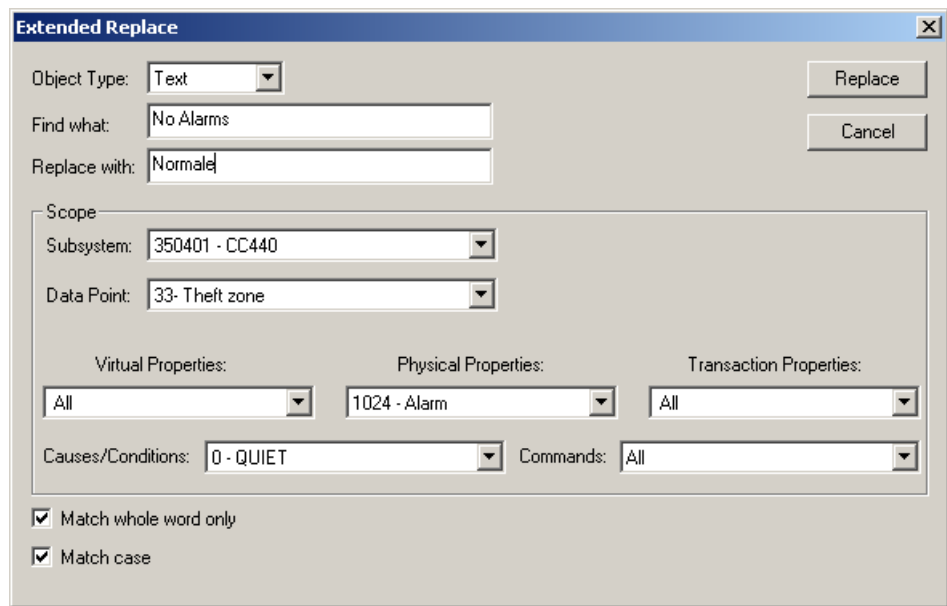 Extended Replace
Object Type: Text
Replace
Find what: No Alarms
Cancel
Replace with: Normale
Scope
Subsystem: 350401 - CC440
Data Point: 33- Theft zone
Virtual Properties: Physical Properties: Transaction Properties:
All 1024 - Alarm All
Causes/Conditions: 0 - QUIET Commands: All
Match whole word only
Match case